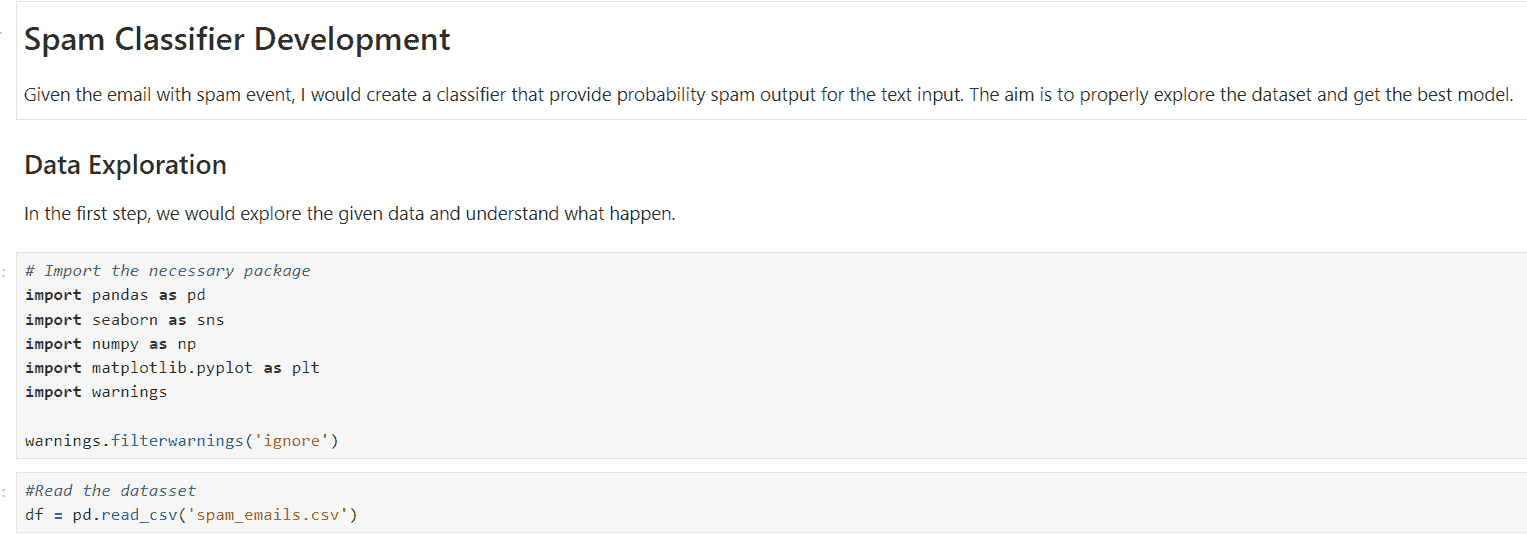 Spam Classifier Development
Given the email with spam event, I would create a classifier that provide probability spam output for the text input. The aim is to properly explore the dataset and get the best model.
Data Exploration
In the first step, we would explore the given data and understand what happen.
# Import the necessary package
import pandas as pd
import seaborn as sns
import numpy as np
import matplotlib.pyplot as plt
import warnings
warnings.filterwarnings('ignore')
#Read the datasset
df = pd.read_csv('spam_emails.csv')